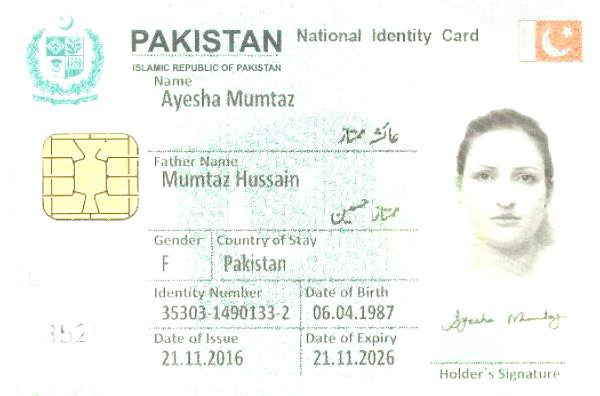 PAKISTAN National Identity Card
ISLAMIC REPUBLIC OF PAKISTAN
Name
Ayesha Mumtaz
عائشہ ممتاز
Father Name
Mumtaz Hussain
ممتاز حسین
Gender Country of Stay
F Pakistan
Identity Number Date of Birth
35303-1490133-2 06.04.1987
Date of Issue Date of Expiry
21.11.2016 21.11.2026
352
Ayesha Mumtaz
Holder's Signature